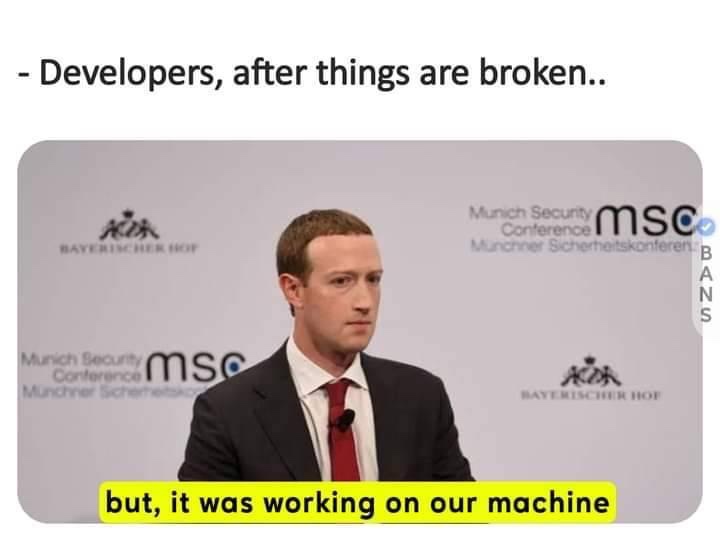 - Developers, after things are broken..
BAYERISCHER HOF
Munich Security
Conference
Münchner Sicherheitskonferenz
msc
BANS
Munich Security
Conference
Münchner
msc
BAYERISCHER HOF
but, it was working on our machine